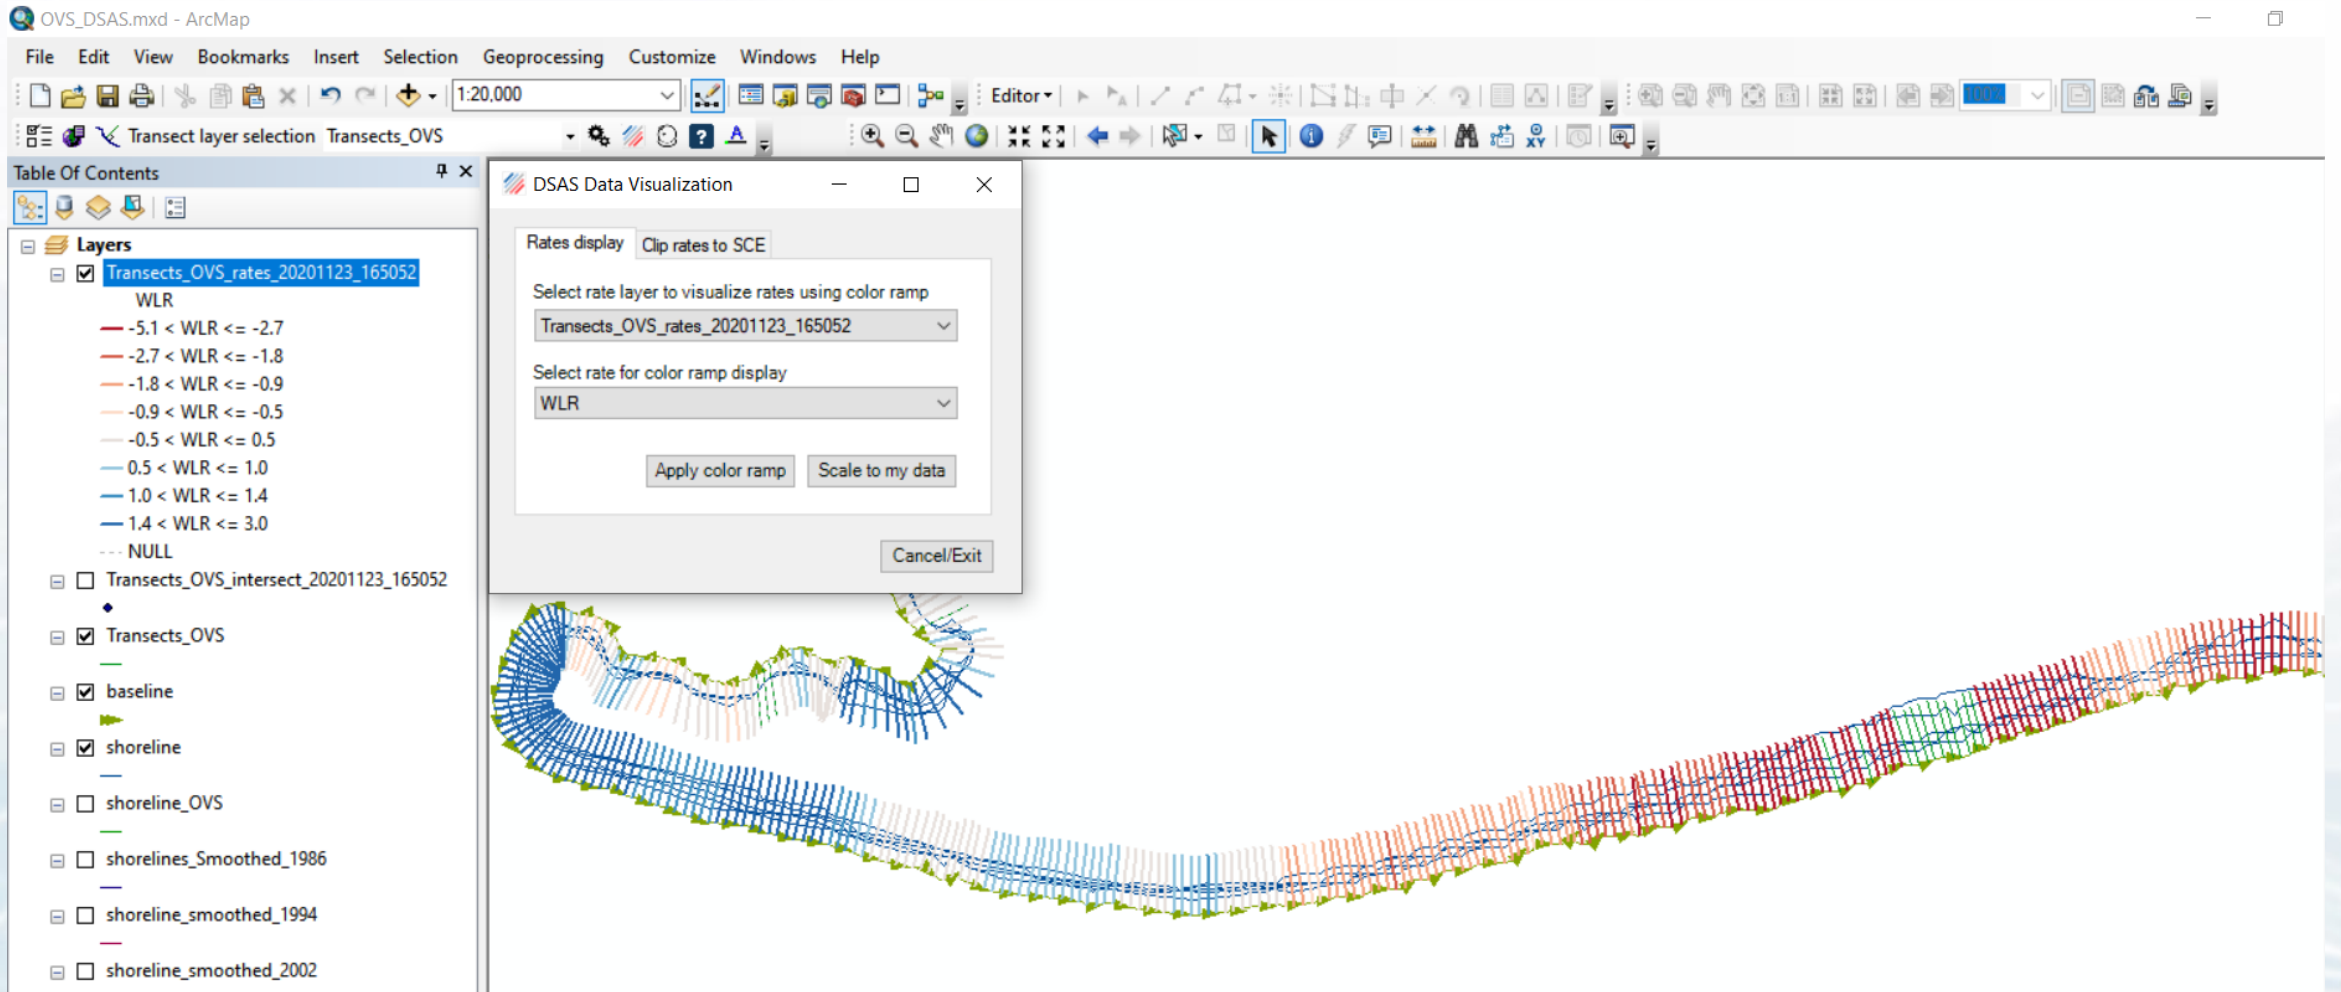 OVS_DSAS.mxd - ArcMap
File Edit View Bookmarks Insert Selection Geoprocessing Customize Windows Help
1:20,000
Editor
100%
Transect layer selection Transects_OVS
Table Of Contents
Layers
Transects_OVS_rates_20201123_165052
WLR
-5.1 < WLR <= -2.7
-2.7 < WLR <= -1.8
-1.8 < WLR <= -0.9
-0.9 < WLR <= -0.5
-0.5 < WLR <= 0.5
0.5 < WLR <= 1.0
1.0 < WLR <= 1.4
1.4 < WLR <= 3.0
NULL
Transects_OVS_intersect_20201123_165052
Transects_OVS
baseline
shoreline
shoreline_OVS
shorelines_Smoothed_1986
shoreline_smoothed_1994
shoreline_smoothed_2002
DSAS Data Visualization
Rates display Clip rates to SCE
Select rate layer to visualize rates using color ramp
Transects_OVS_rates_20201123_165052
Select rate for color ramp display
WLR
Apply color ramp Scale to my data
Cancel/Exit